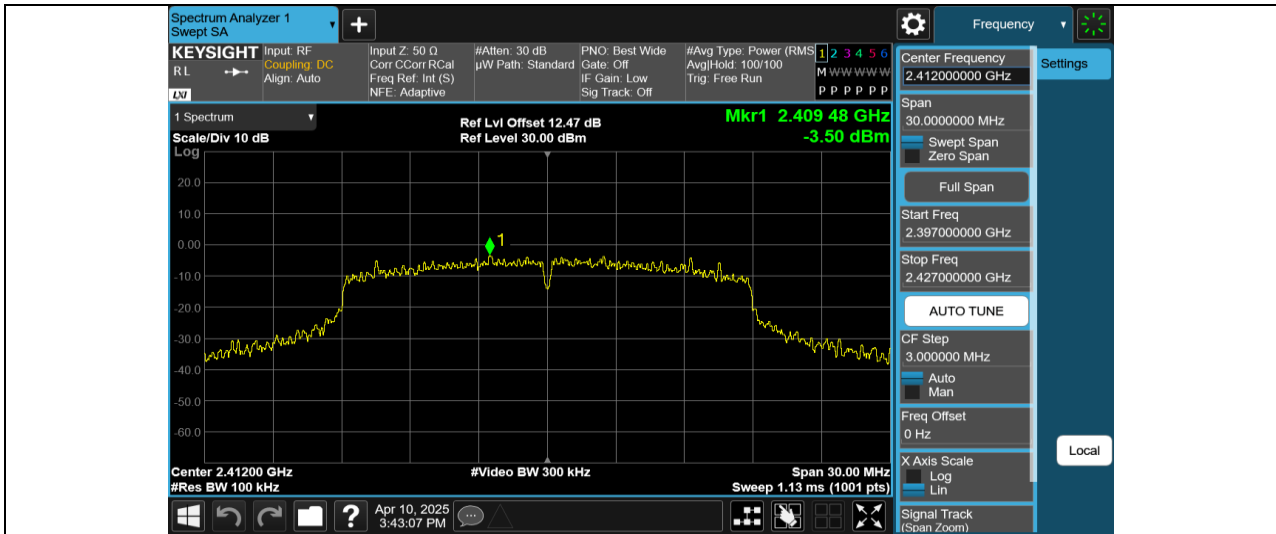 Spectrum Analyzer 1
Swept SA
Frequency
KEYSIGHT
RL
LXI
Input: RF
Coupling: DC
Align: Auto
Input Z: 50 Ω
Corr CCorr RCal
Freq Ref: Int (S)
NFE: Adaptive
#Atten: 30 dB
µW Path: Standard
PNO: Best Wide
Gate: Off
IF Gain: Low
Sig Track: Off
#Avg Type: Power (RMS
Avg|Hold: 100/100
Trig: Free Run
1 2 3 4 5 6
M W W W W W
P P P P P P
1 Spectrum
Scale/Div 10 dB
Log
Ref Lvl Offset 12.47 dB
Ref Level 30.00 dBm
Mkr1 2.409 48 GHz
-3.50 dBm
20.0
10.0
0.00
1
-10.0
-20.0
-30.0
-40.0
-50.0
-60.0
Center 2.41200 GHz
#Res BW 100 kHz
#Video BW 300 kHz
Span 30.00 MHz
Sweep 1.13 ms (1001 pts)
?
Apr 10, 2025
3:43:07 PM
Center Frequency
2.412000000 GHz
Settings
Span
30.0000000 MHz
Swept Span
Zero Span
Full Span
Start Freq
2.397000000 GHz
Stop Freq
2.427000000 GHz
AUTO TUNE
CF Step
3.000000 MHz
Auto
Man
Freq Offset
0 Hz
X Axis Scale
Log
Lin
Local
Signal Track
(Span Zoom)